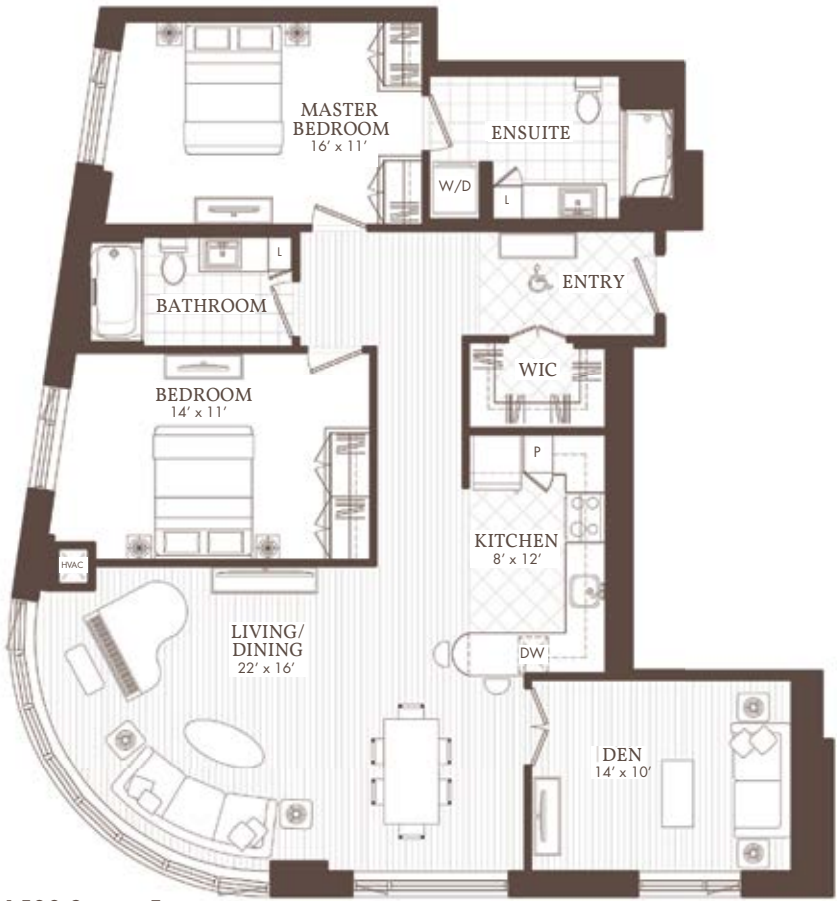 MASTER
BEDROOM
16' x 11'
ENSUITE
W/D
L
L
BATHROOM
ENTRY
WIC
BEDROOM
14' x 11'
P
KITCHEN
8' x 12'
HVAC
LIVING/
DINING
22' x 16'
DW
DEN
14' x 10'